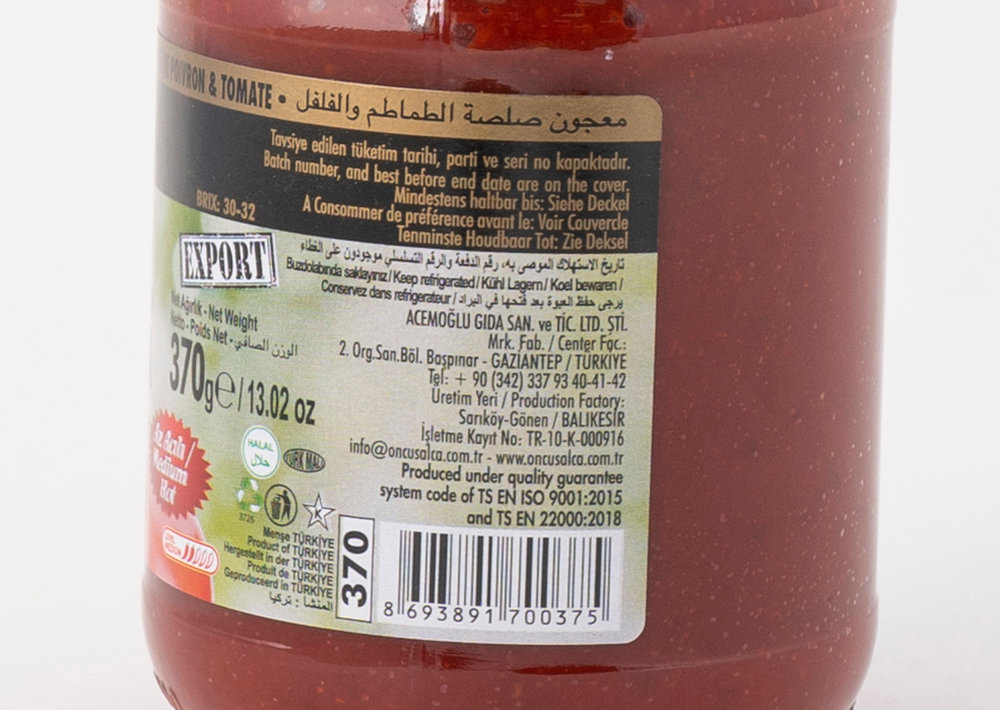 POIVRON & TOMATE • معجون صلصة الطماطم والفلفل
Tavsiye edilen tüketim tarihi, parti ve seri no kapaktadır.
Batch number, and best before end date are on the cover.
Mindestens haltbar bis: Siehe Deckel
A Consommer de préférence avant le: Voir Couverde
Tenminste Houdbaar Tot: Zie Deksel
BRIX: 30-32
EXPORT
تاريخ الاستهلاك الموصى به، رقم الدفعة والرقم التسلسلي موجودون على الغطاء
Buzdolabında saklayınız / Keep refrigerated / Kühl Lagern / Koel bewaren /
Conservez dans refrigerateur / يرجى حفظ العبوة بعد فتحها في البراد
ACEMOĞLU GIDA SAN. ve TİC. LTD. ŞTİ.
Mrk. Fab. / Center Fac.:
2. Org.San.Böl. Başpınar - GAZİANTEP / TÜRKİYE
Tel: + 90 (342) 337 93 40-41-42
Üretim Yeri / Production Factory:
Sarıköy-Gönen / BALIKESİR
İşletme Kayıt No: TR-10-K-000916
info@oncusalca.com.tr - www.oncusalca.com.tr
Produced under quality guarantee
system code of TS EN ISO 9001:2015
and TS EN 22000:2018
Net Ağırlık - Net Weight
Netto - Poids Net - الوزن الصافي
370g e / 13.02 oz
Az Acılı /
Medium
Hot
MEDIUM
HALAL
حلال
TÜRK MALI
3726
K
Menşe TÜRKİYE
Product of TÜRKİYE
Hergestellt in der TÜRKİYE
Produit de TÜRKİYE
Geproduceerd in TÜRKİYE
المنشأ : تركيا
370
8 693891 700375